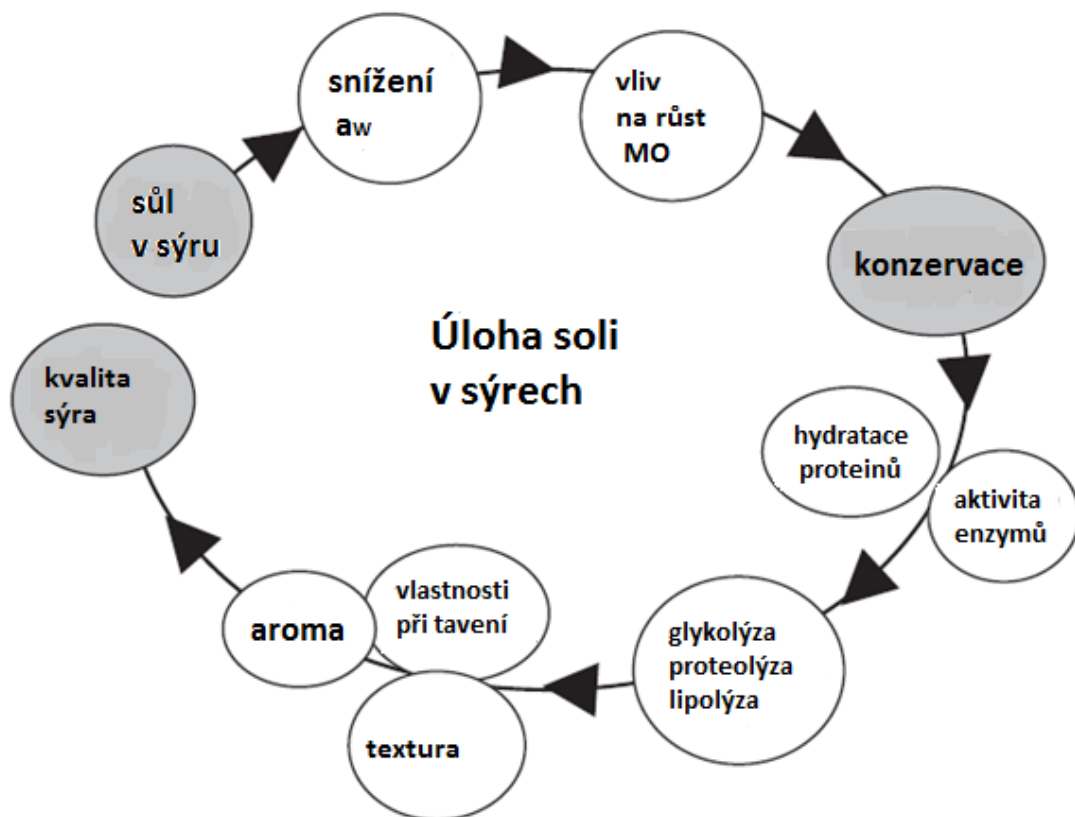 snížení
aw
vliv
na růst
MO
sůl
v sýru
konzervace
Úloha soli
v sýrech
kvalita
sýra
hydratace
proteinů
aktivita
enzymů
vlastnosti
při tavení
aroma
glykolýza
proteolýza
lipolýza
textura